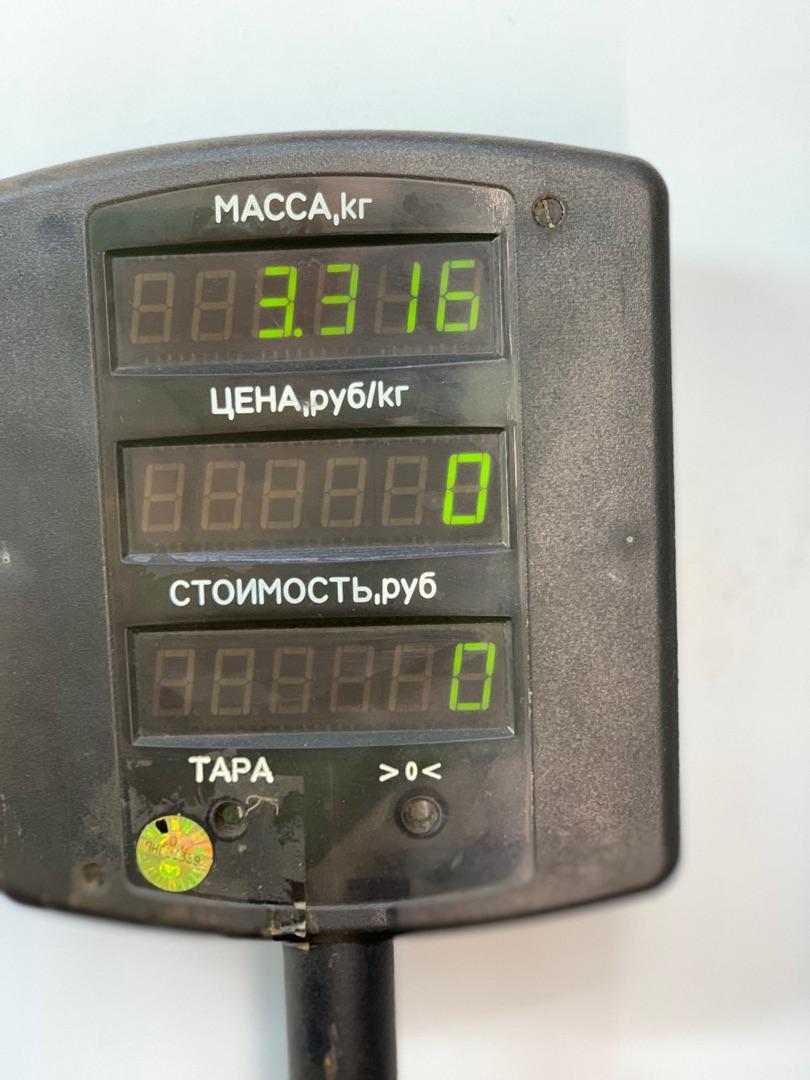 МАССА,кг
3.316
ЦЕНА,руб/кг
0
СТОИМОСТЬ,руб
0
ТАРА >0<